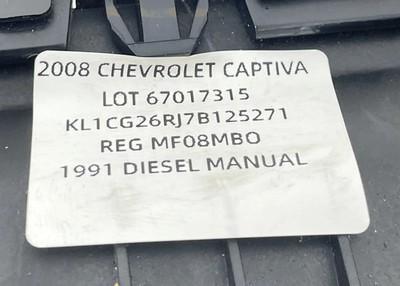 2008 CHEVROLET CAPTIVA
LOT 67017315
KL1CG26RJ7B125271
REG MF08MBO
1991 DIESEL MANUAL